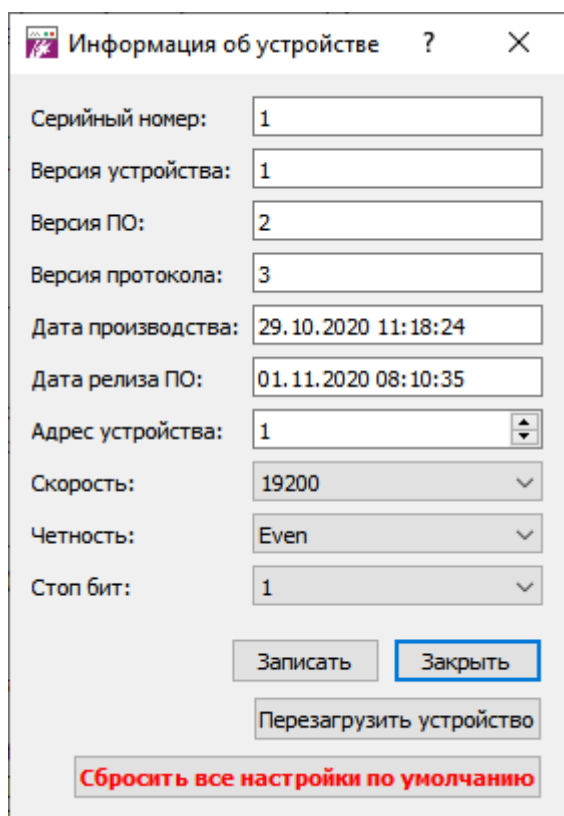 Информация об устройстве ?
Серийный номер: 1
Версия устройства: 1
Версия ПО: 2
Версия протокола: 3
Дата производства: 29.10.2020 11:18:24
Дата релиза ПО: 01.11.2020 08:10:35
Адрес устройства: 1
Скорость: 19200
Четность: Even
Стоп бит: 1
Записать Закрыть
Перезагрузить устройство
Сбросить все настройки по умолчанию